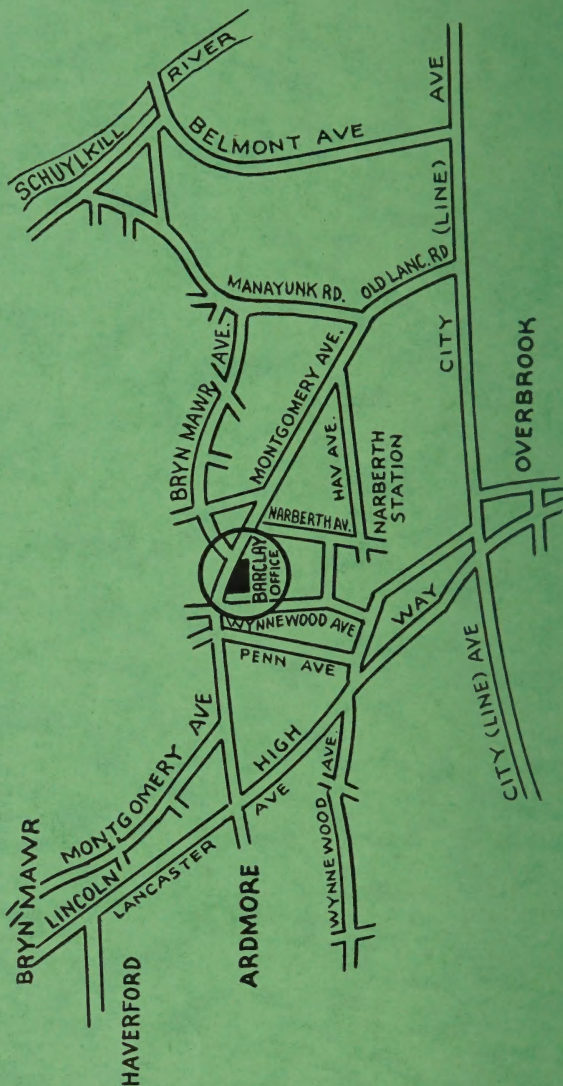 SCHUYLKILL RIVER
BELMONT AVE
AVE
(LINE)
CITY
MANAYUNK RD.
OLD LANC. RD
BRYN MAWR AVE.
MONTGOMERY AVE.
HAV AVE.
NARBERTH AV.
NARBERTH
STATION
OVERBROOK
BARCLAY
OFFICE
WYNNEWOOD AVE
PENN AVE
WAY
HIGH
CITY (LINE) AVE
MONTGOMERY AVE
BRYN MAWR
LINCOLN
LANCASTER AVE
WYNNEWOOD AVE.
ARDMORE
HAVERFORD